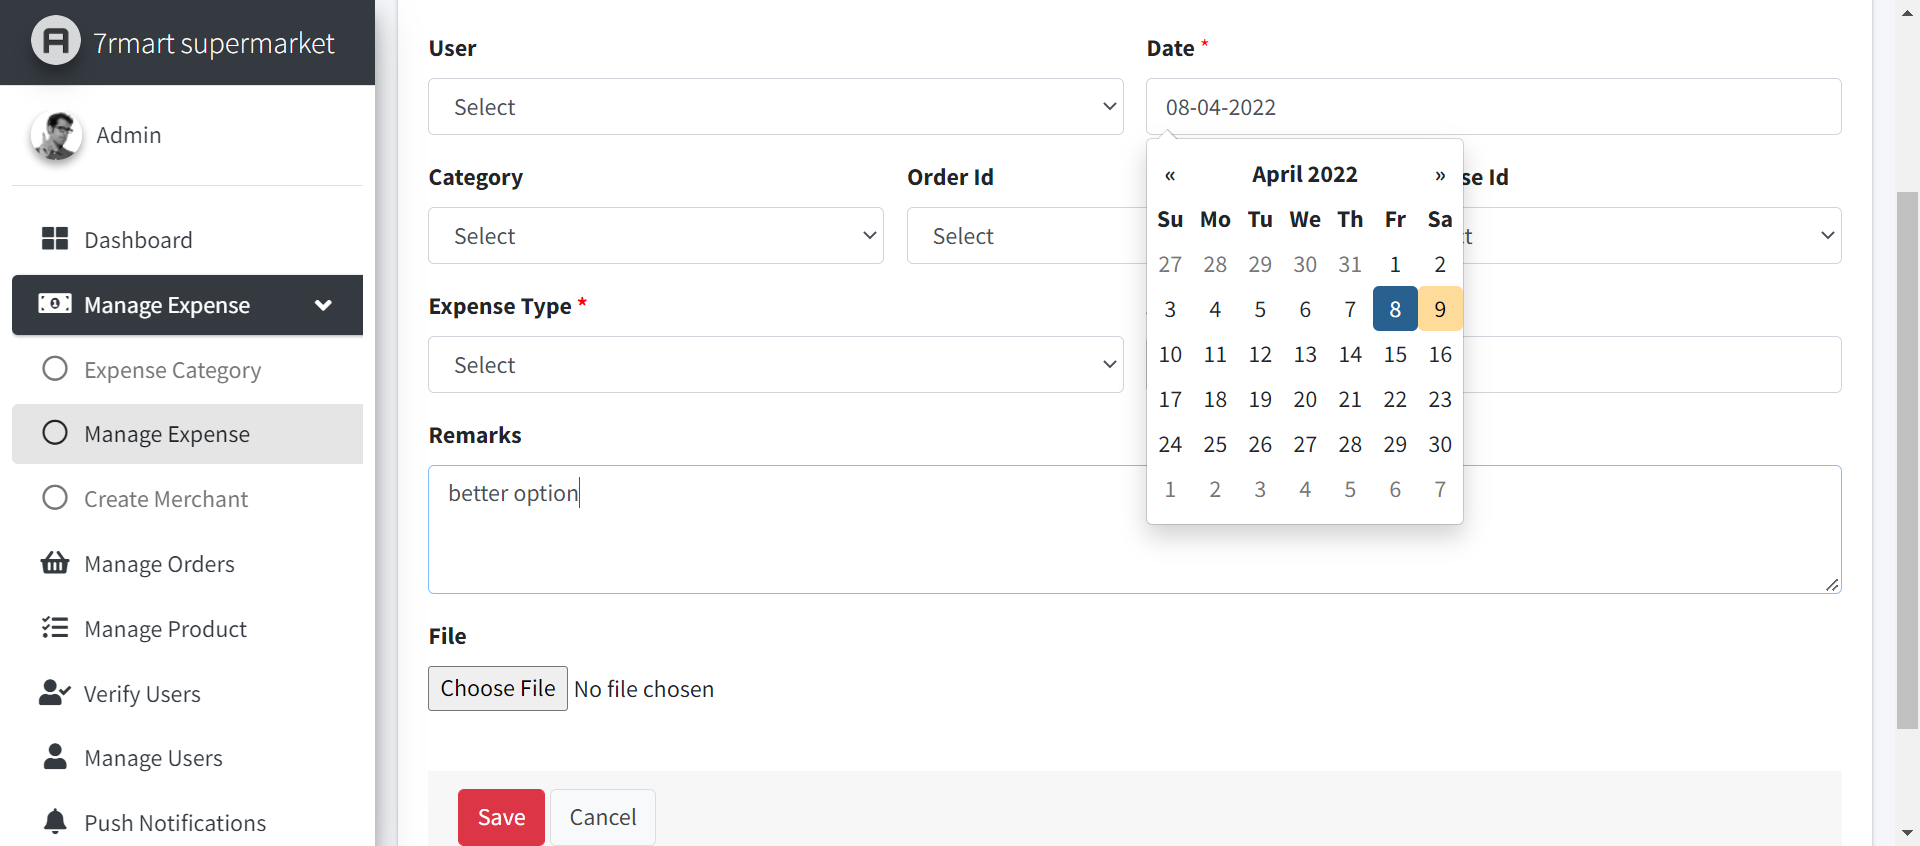 7rmart supermarket
Admin
Dashboard
Manage Expense
Expense Category
Manage Expense
Create Merchant
Manage Orders
Manage Product
Verify Users
Manage Users
Push Notifications
User
Date *
Select
08-04-2022
« April 2022 »
Su Mo Tu We Th Fr Sa
27 28 29 30 31 1 2
3 4 5 6 7 8 9
10 11 12 13 14 15 16
17 18 19 20 21 22 23
24 25 26 27 28 29 30
1 2 3 4 5 6 7
Category
Order Id
se Id
Select
Select
t
Expense Type *
Select
Remarks
better option
File
Choose File No file chosen
Save
Cancel